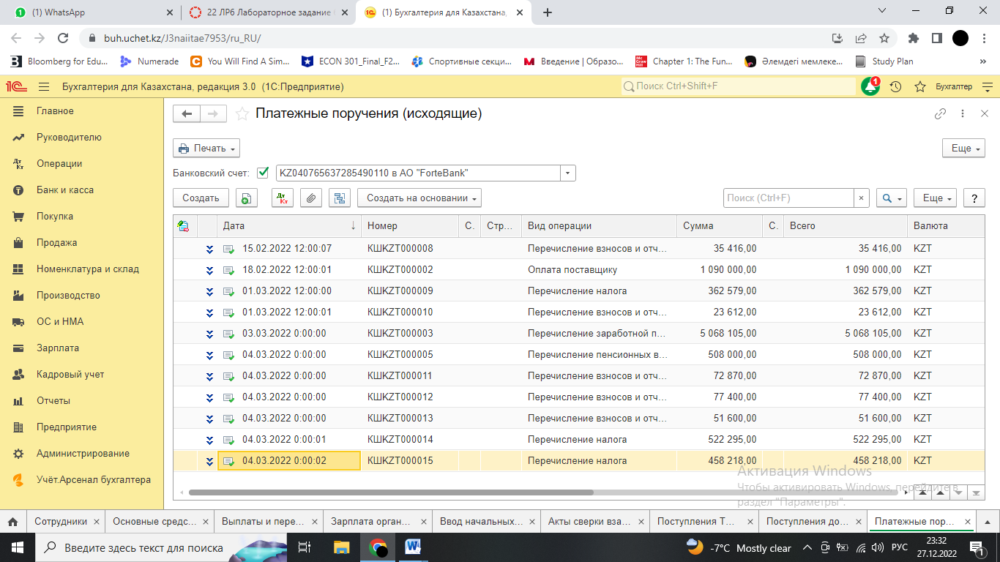 (1) WhatsApp
22 ЛР6 Лабораторное задание
(1) Бухгалтерия для Казахстана,
buh.uchet.kz/J3naiitae7953/ru_RU/
Bloomberg for Edu...
Numerade
You Will Find A Sim...
ECON 301_Final_F2...
Спортивные секци...
Введение | Образо...
Chapter 1: The Fun...
Әлемдегі мемлеке...
Study Plan
»
1С Бухгалтерия для Казахстана, редакция 3.0 (1С:Предприятие)
Поиск Ctrl+Shift+F
1
Бухгалтер
Главное
Руководителю
Операции
Банк и касса
Покупка
Продажа
Номенклатура и склад
Производство
ОС и НМА
Зарплата
Кадровый учет
Отчеты
Предприятие
Администрирование
Учёт.Арсенал бухгалтера
Платежные поручения (исходящие)
Печать
Еще
Банковский счет: KZ040765637285490110 в АО "ForteBank"
Создать
Дт Кт
Создать на основании
Поиск (Ctrl+F)
×
Еще
?
Дата ↓ Номер С. Стр... Вид операции Сумма С. Всего Валюта
15.02.2022 12:00:07 КШKZT000008 Перечисление взносов и отч... 35 416,00 35 416,00 KZT
18.02.2022 12:00:01 КШKZT000002 Оплата поставщику 1 090 000,00 1 090 000,00 KZT
01.03.2022 12:00:00 КШKZT000009 Перечисление налога 362 579,00 362 579,00 KZT
01.03.2022 12:00:01 КШKZT000010 Перечисление взносов и отч... 23 612,00 23 612,00 KZT
03.03.2022 0:00:00 КШKZT000003 Перечисление заработной п... 5 068 105,00 5 068 105,00 KZT
04.03.2022 0:00:00 КШKZT000005 Перечисление пенсионных в... 508 000,00 508 000,00 KZT
04.03.2022 0:00:00 КШKZT000011 Перечисление взносов и отч... 72 870,00 72 870,00 KZT
04.03.2022 0:00:00 КШKZT000012 Перечисление взносов и отч... 77 400,00 77 400,00 KZT
04.03.2022 0:00:00 КШKZT000013 Перечисление взносов и отч... 51 600,00 51 600,00 KZT
04.03.2022 0:00:01 КШKZT000014 Перечисление налога 522 295,00 522 295,00 KZT
04.03.2022 0:00:02 КШKZT000015 Перечисление налога 458 218,00 458 218,00 KZT
Активация Windows
Чтобы активировать Windows, перейдите в
раздел "Параметры".
Сотрудники
Основные средс...
Выплаты и пере...
Зарплата орган...
Ввод начальных...
Акты сверки вза...
Поступления Т...
Поступления до...
Платежные пор...
Введите здесь текст для поиска
-7°C Mostly clear
РУС
23:32
27.12.2022
1